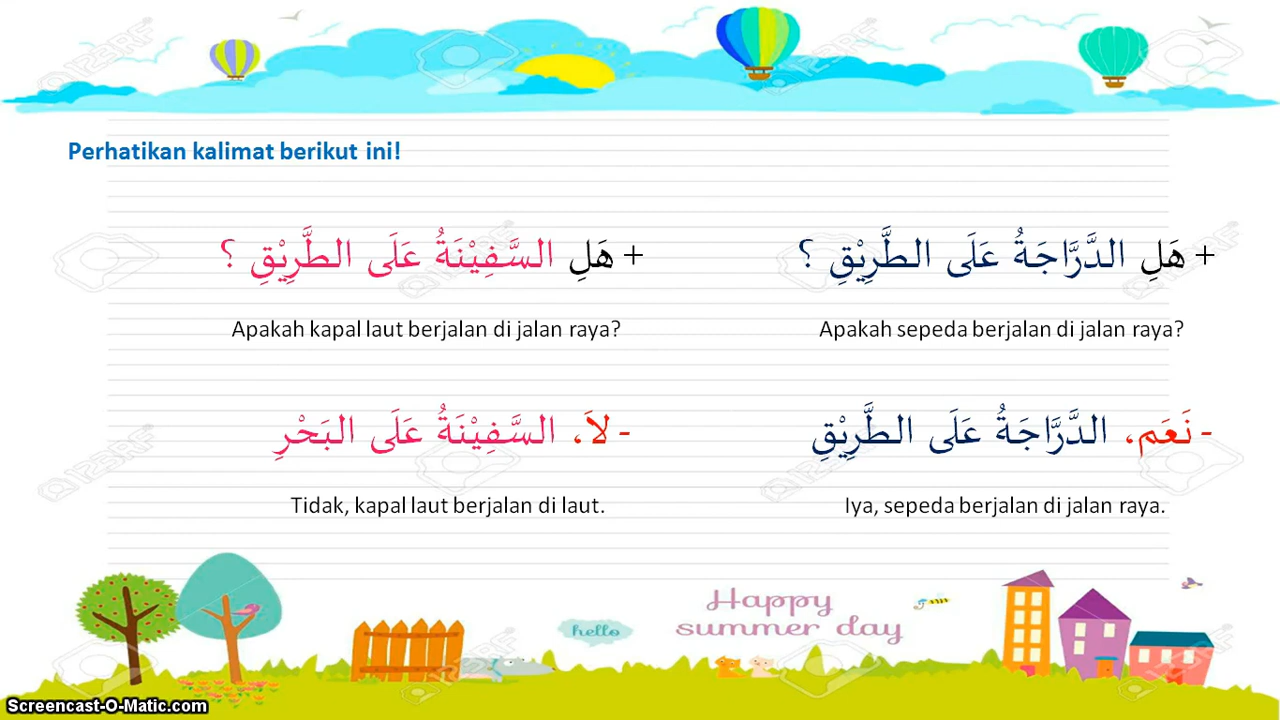 Perhatikan kalimat berikut ini!
+ هَلِ الدَّرَّاجَةُ عَلَى الطَّرِيْقِ ؟
Apakah sepeda berjalan di jalan raya?
- نَعَم، الدَّرَّاجَةُ عَلَى الطَّرِيْقِ
Iya, sepeda berjalan di jalan raya.
+ هَلِ السَّفِيْنَةُ عَلَى الطَّرِيْقِ ؟
Apakah kapal laut berjalan di jalan raya?
- لاَ، السَّفِيْنَةُ عَلَى البَحْرِ
Tidak, kapal laut berjalan di laut.
hello
Happy
summer day
Screencast-O-Matic.com